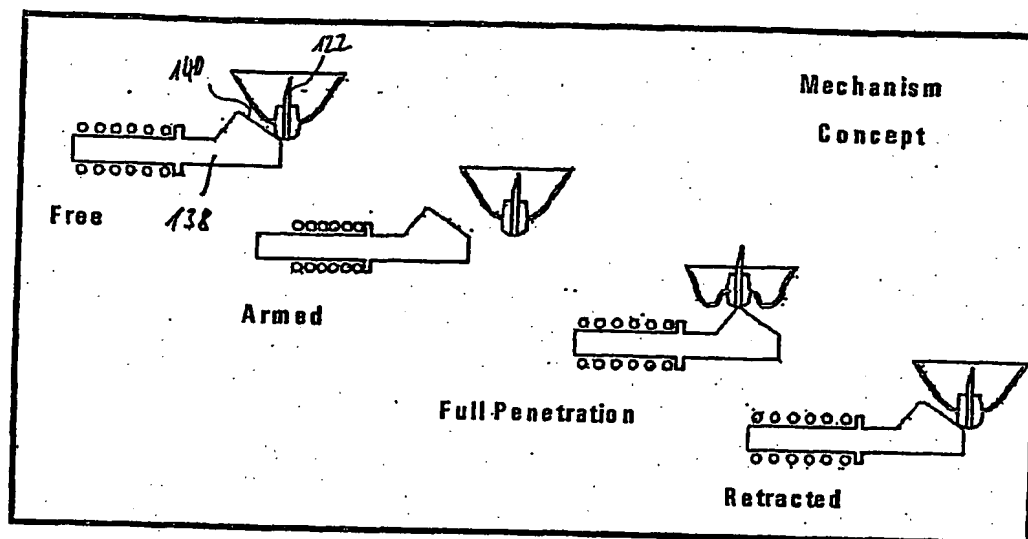 122
140
Mechanism
Concept
Free
138
Armed
Full Penetration
Retracted